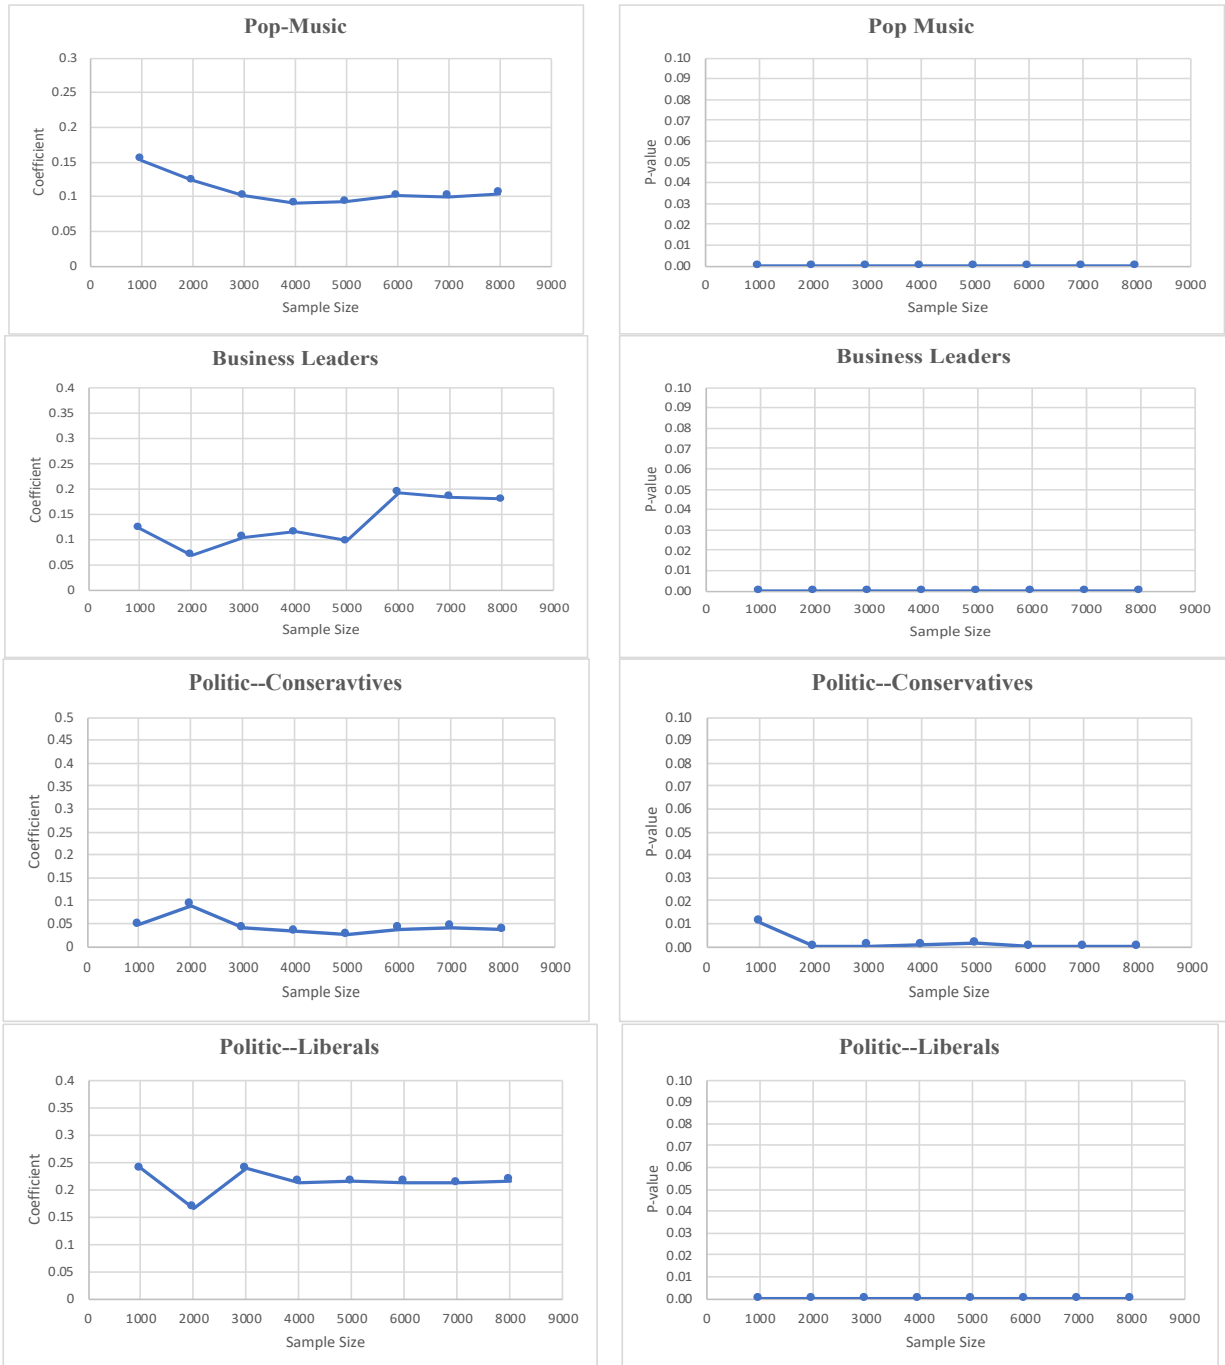 Pop-Music
0.3
0.25
0.2
0.15
0.1
0.05
0
Coefficient
0 1000 2000 3000 4000 5000 6000 7000 8000 9000
Sample Size
Pop Music
0.10
0.09
0.08
0.07
0.06
0.05
0.04
0.03
0.02
0.01
0.00
P-value
0 1000 2000 3000 4000 5000 6000 7000 8000 9000
Sample Size
Business Leaders
0.4
0.35
0.3
0.25
0.2
0.15
0.1
0.05
0
Coefficient
0 1000 2000 3000 4000 5000 6000 7000 8000 9000
Sample Size
Business Leaders
0.10
0.09
0.08
0.07
0.06
0.05
0.04
0.03
0.02
0.01
0.00
P-value
0 1000 2000 3000 4000 5000 6000 7000 8000 9000
Sample Size
Politic--Conseravtives
0.5
0.45
0.4
0.35
0.3
0.25
0.2
0.15
0.1
0.05
0
Coefficient
0 1000 2000 3000 4000 5000 6000 7000 8000 9000
Sample Size
Politic--Conservatives
0.10
0.09
0.08
0.07
0.06
0.05
0.04
0.03
0.02
0.01
0.00
P-value
0 1000 2000 3000 4000 5000 6000 7000 8000 9000
Sample Size
Politic--Liberals
0.4
0.35
0.3
0.25
0.2
0.15
0.1
0.05
0
Coefficient
0 1000 2000 3000 4000 5000 6000 7000 8000 9000
Sample Size
Politic--Liberals
0.10
0.09
0.08
0.07
0.06
0.05
0.04
0.03
0.02
0.01
0.00
P-value
0 1000 2000 3000 4000 5000 6000 7000 8000 9000
Sample Size